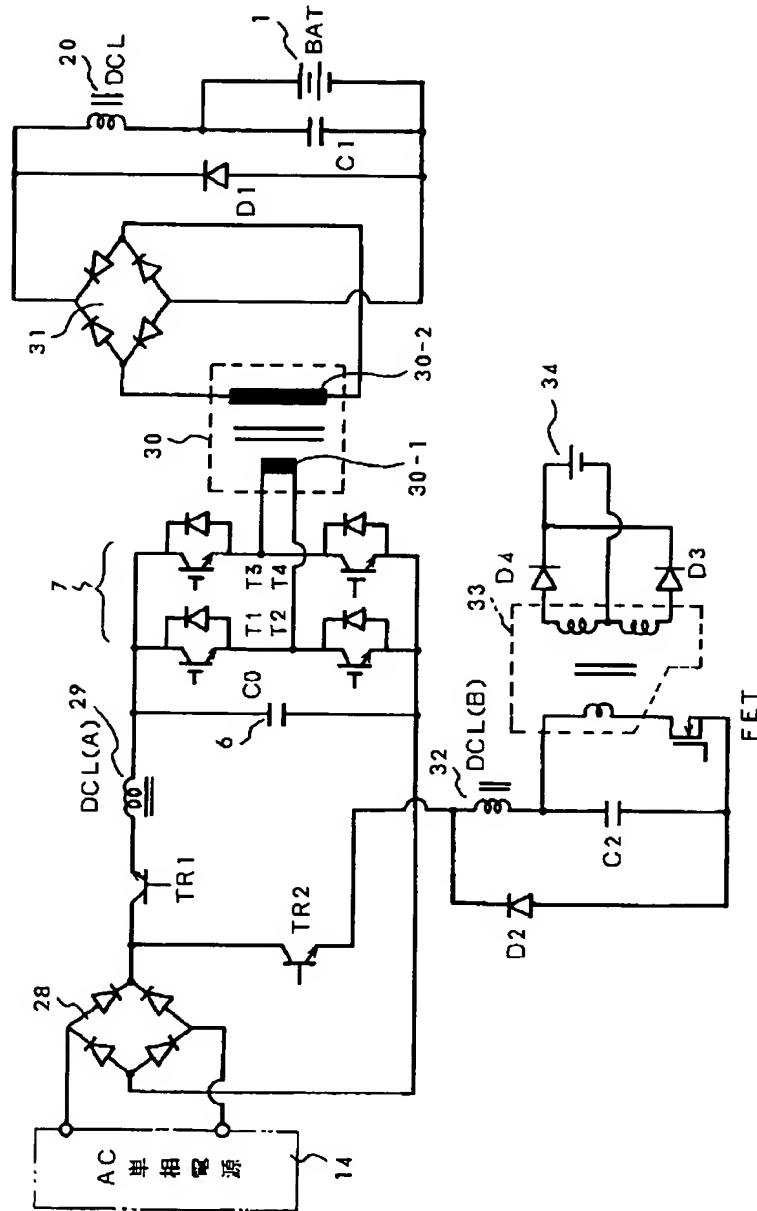 AC
単相電源
14
28
TR1
TR2
DCL(A)
29
6
C0
7
T1
T2
T3
T4
30
30-1
30-2
31
D1
20
DCL
C1
1
BAT
32
DCL(B)
D2
C2
FET
33
D4
D3
34